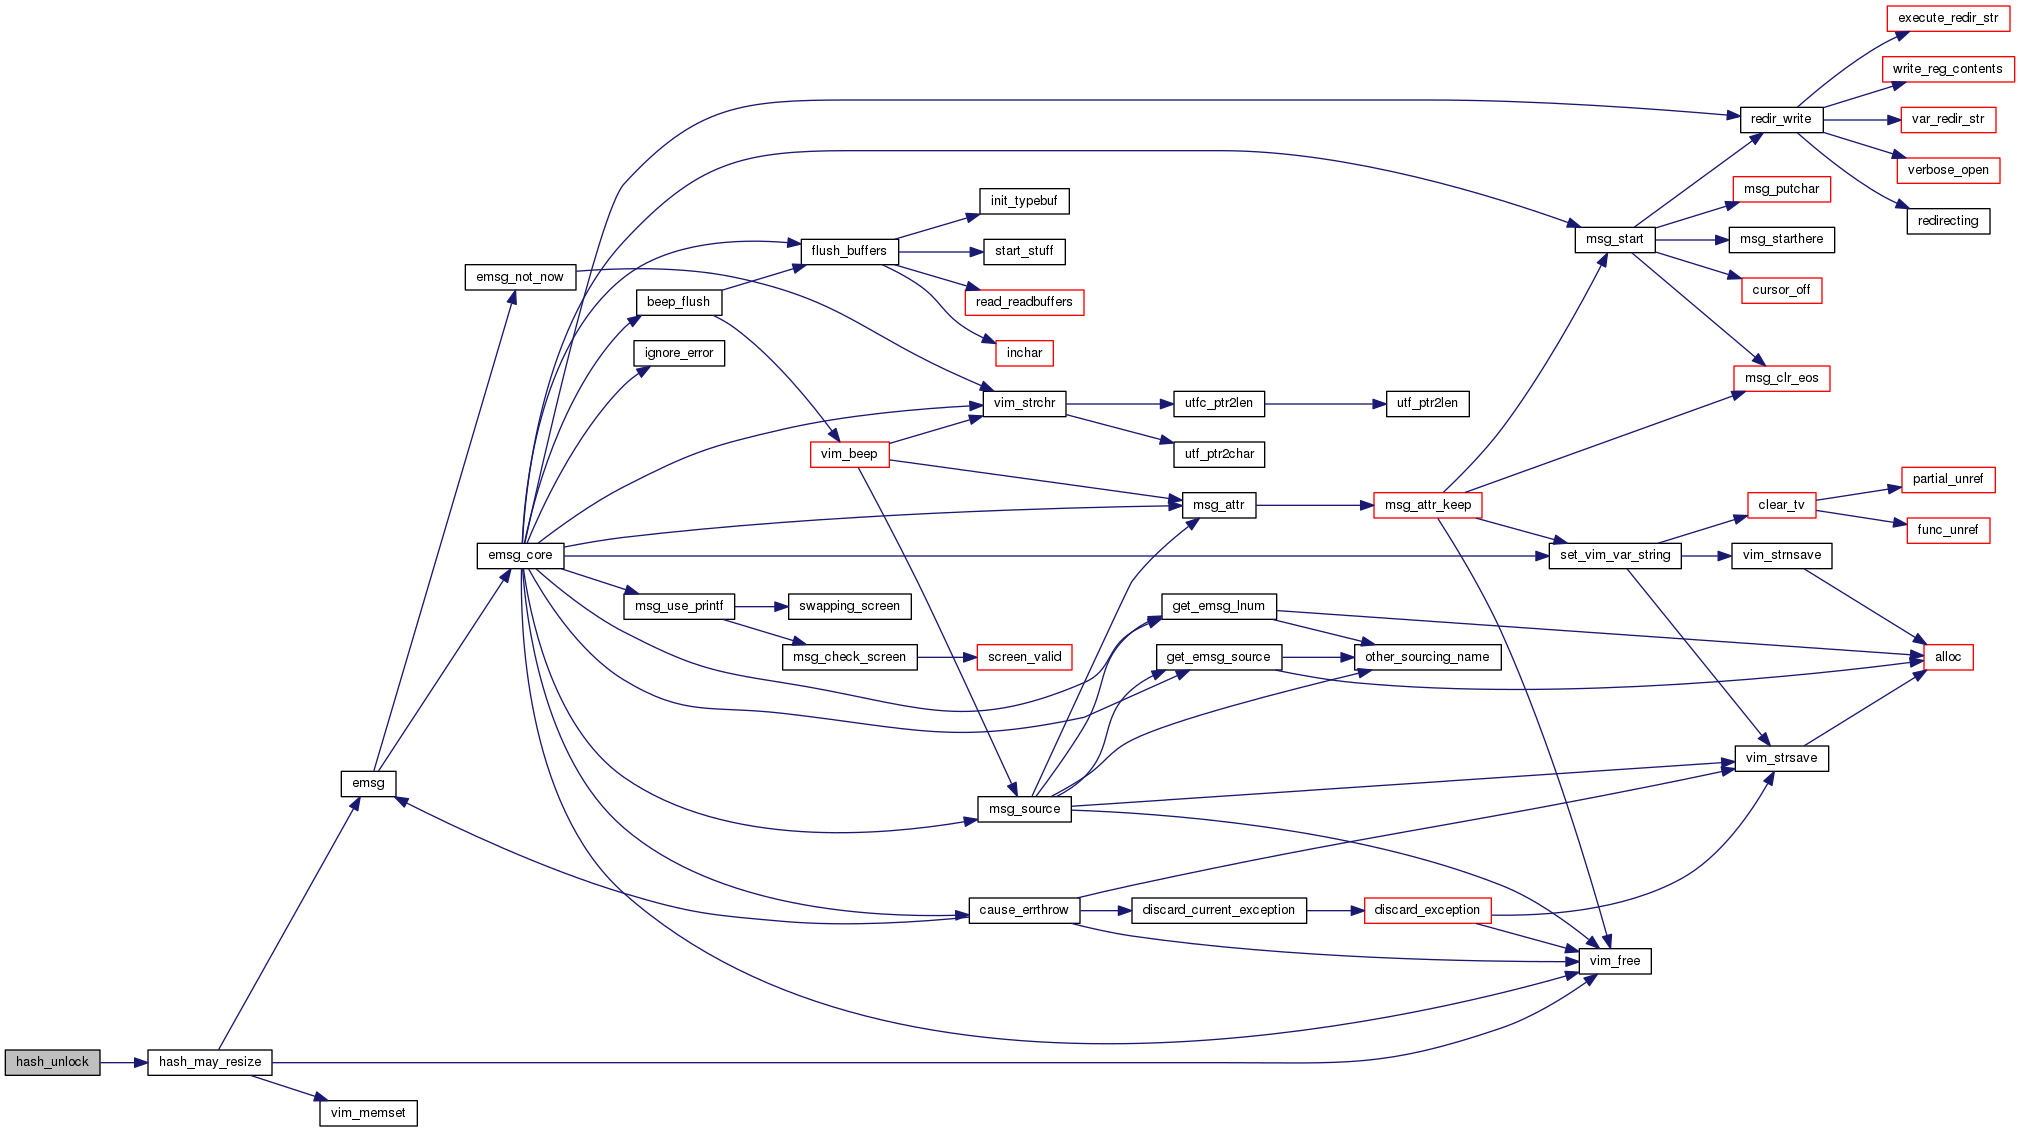 execute_redir_str
write_reg_contents
redir_write
var_redir_str
verbose_open
msg_putchar
init_typebuf
redirecting
msg_start
msg_starthere
flush_buffers
start_stuff
emsg_not_now
cursor_off
beep_flush
read_readbuffers
ignore_error
inchar
msg_clr_eos
vim_strchr
utfc_ptr2len
utf_ptr2len
vim_beep
utf_ptr2char
partial_unref
msg_attr
msg_attr_keep
clear_tv
func_unref
emsg_core
set_vim_var_string
vim_strnsave
msg_use_printf
swapping_screen
get_emsg_lnum
msg_check_screen
screen_valid
get_emsg_source
other_sourcing_name
alloc
vim_strsave
emsg
msg_source
cause_errthrow
discard_current_exception
discard_exception
vim_free
hash_unlock
hash_may_resize
vim_memset